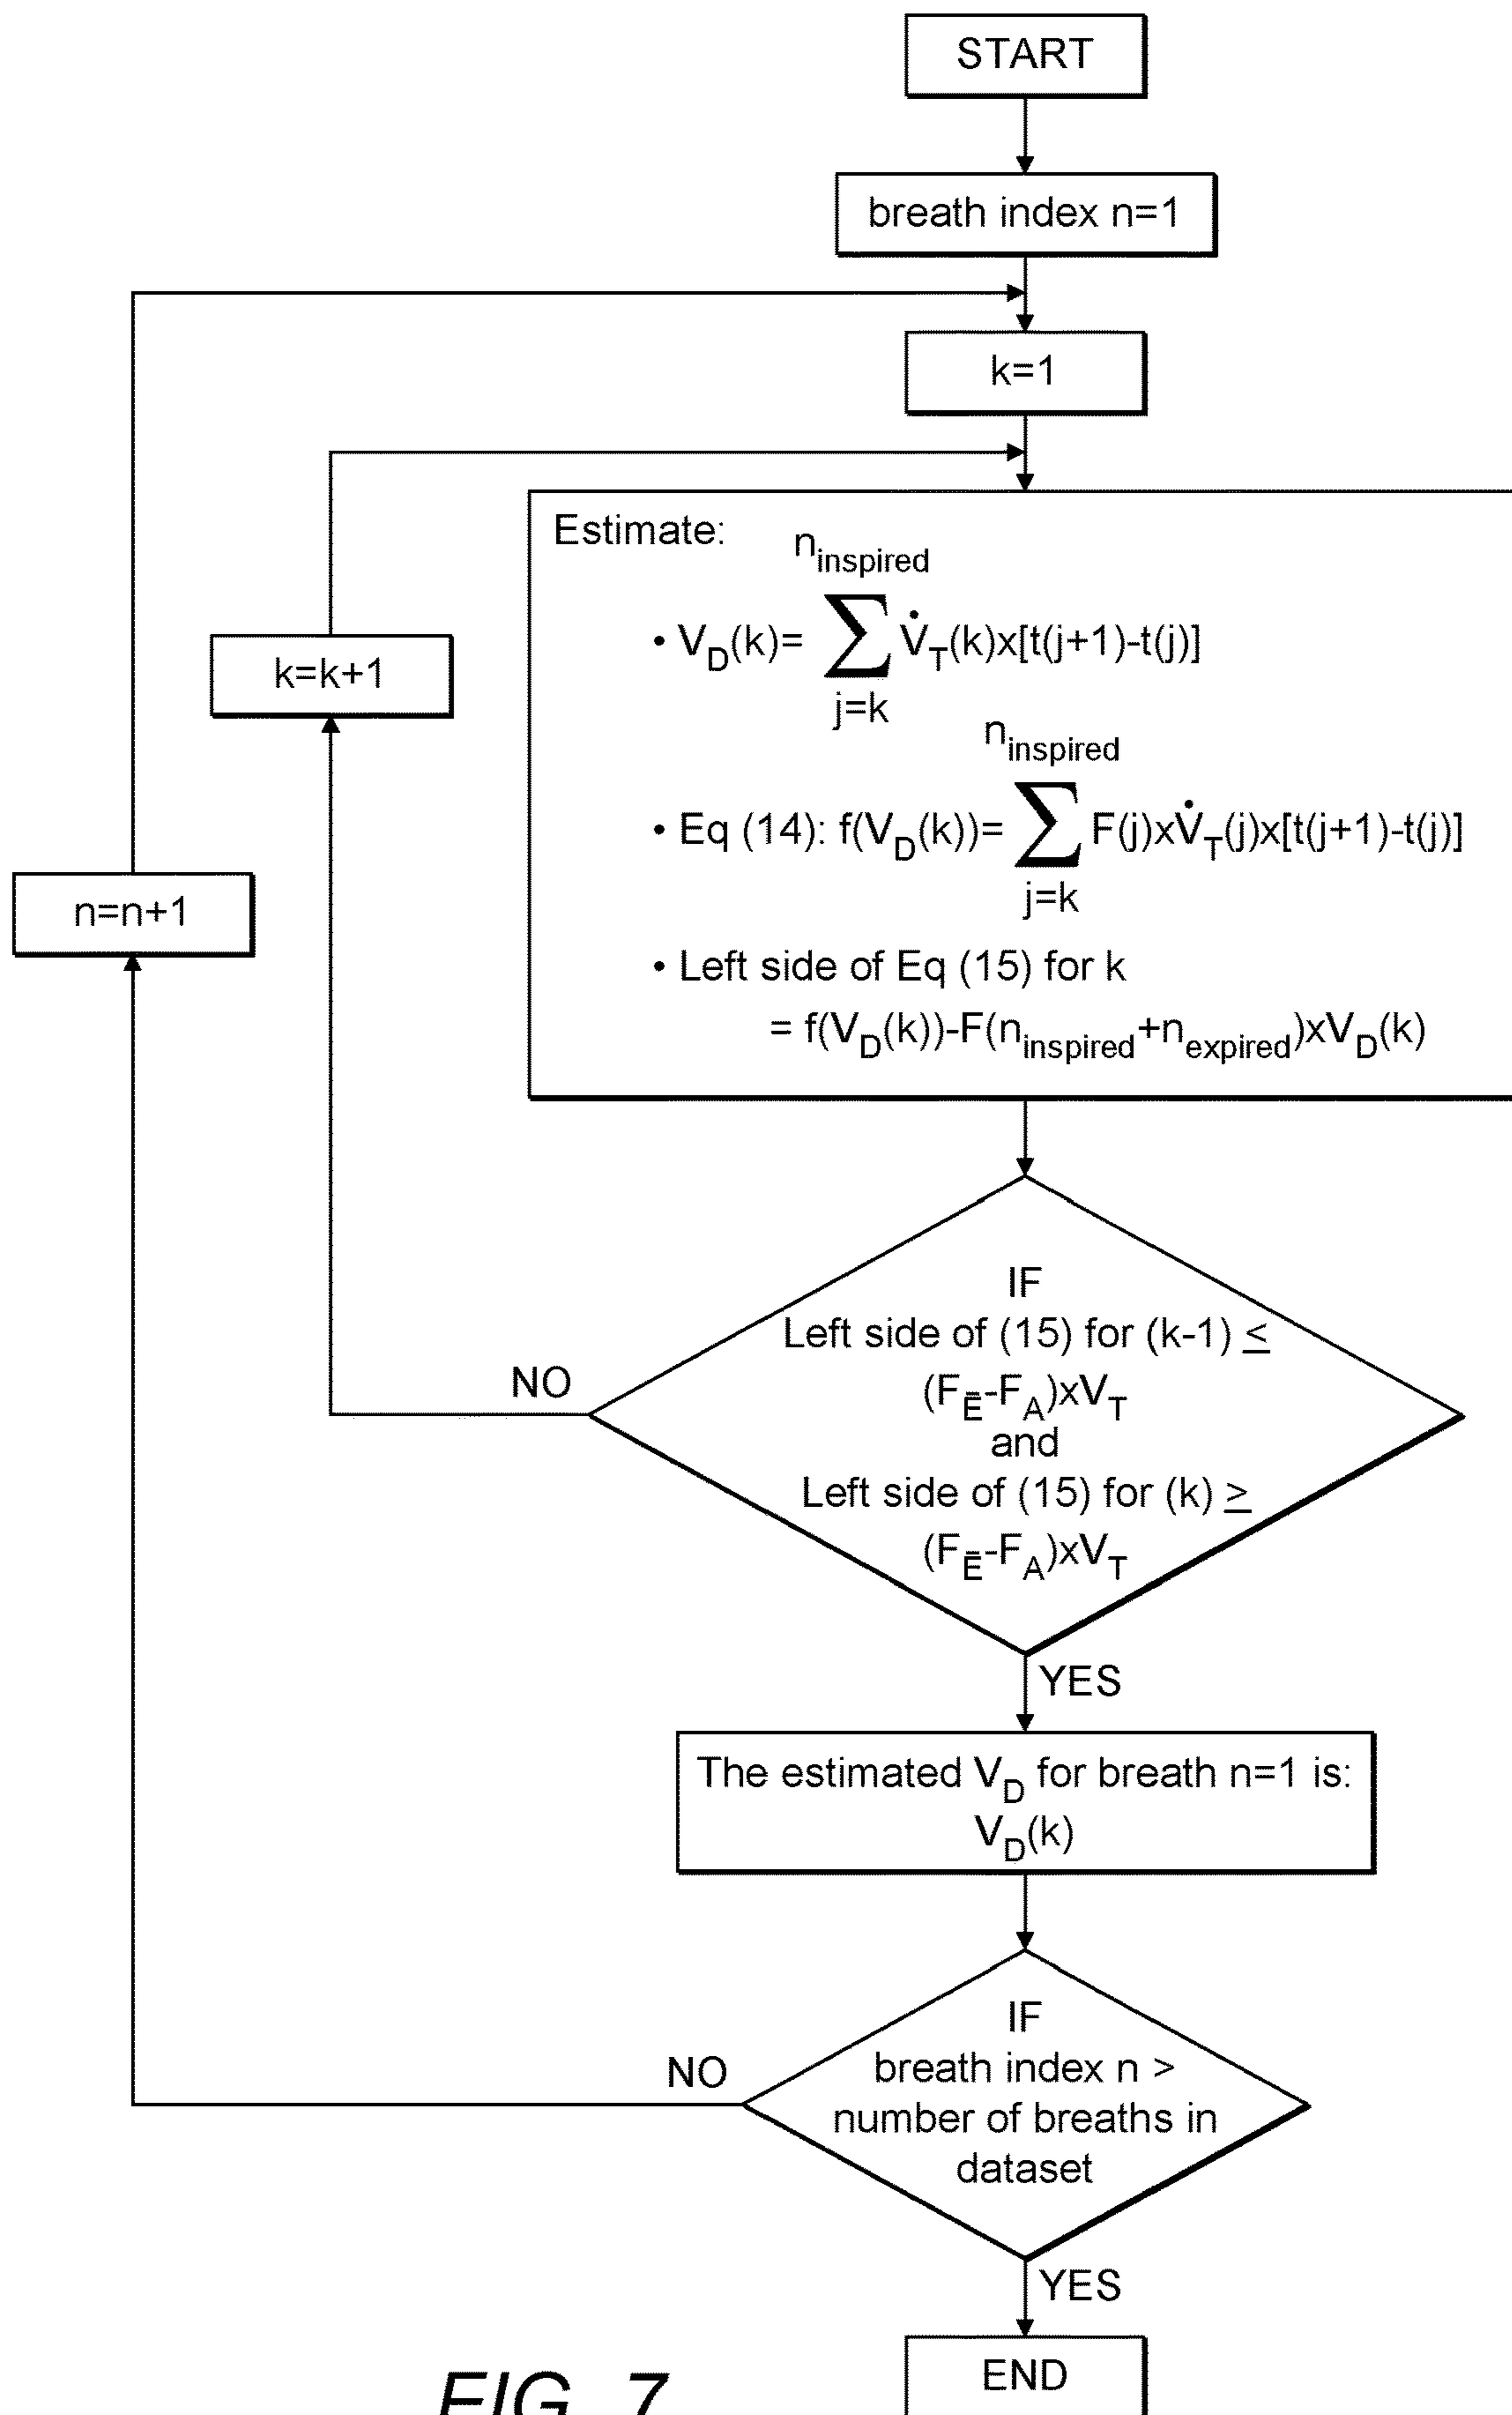 START
breath index n=1
k=1
Estimate:
n_inspired
• V_D(k)= ∑ V̇_T(k)x[t(j+1)-t(j)]
j=k
k=k+1
n_inspired
• Eq (14): f(V_D(k))= ∑ F(j)xV̇_T(j)x[t(j+1)-t(j)]
j=k
n=n+1
• Left side of Eq (15) for k
= f(V_D(k))-F(n_inspired+n_expired)xV_D(k)
IF
Left side of (15) for (k-1) ≤
(F_Ē-F_A)xV_T
and
Left side of (15) for (k) ≥
(F_Ē-F_A)xV_T
NO
YES
The estimated V_D for breath n=1 is:
V_D(k)
IF
breath index n >
number of breaths in
dataset
NO
YES
END
FIG. 7